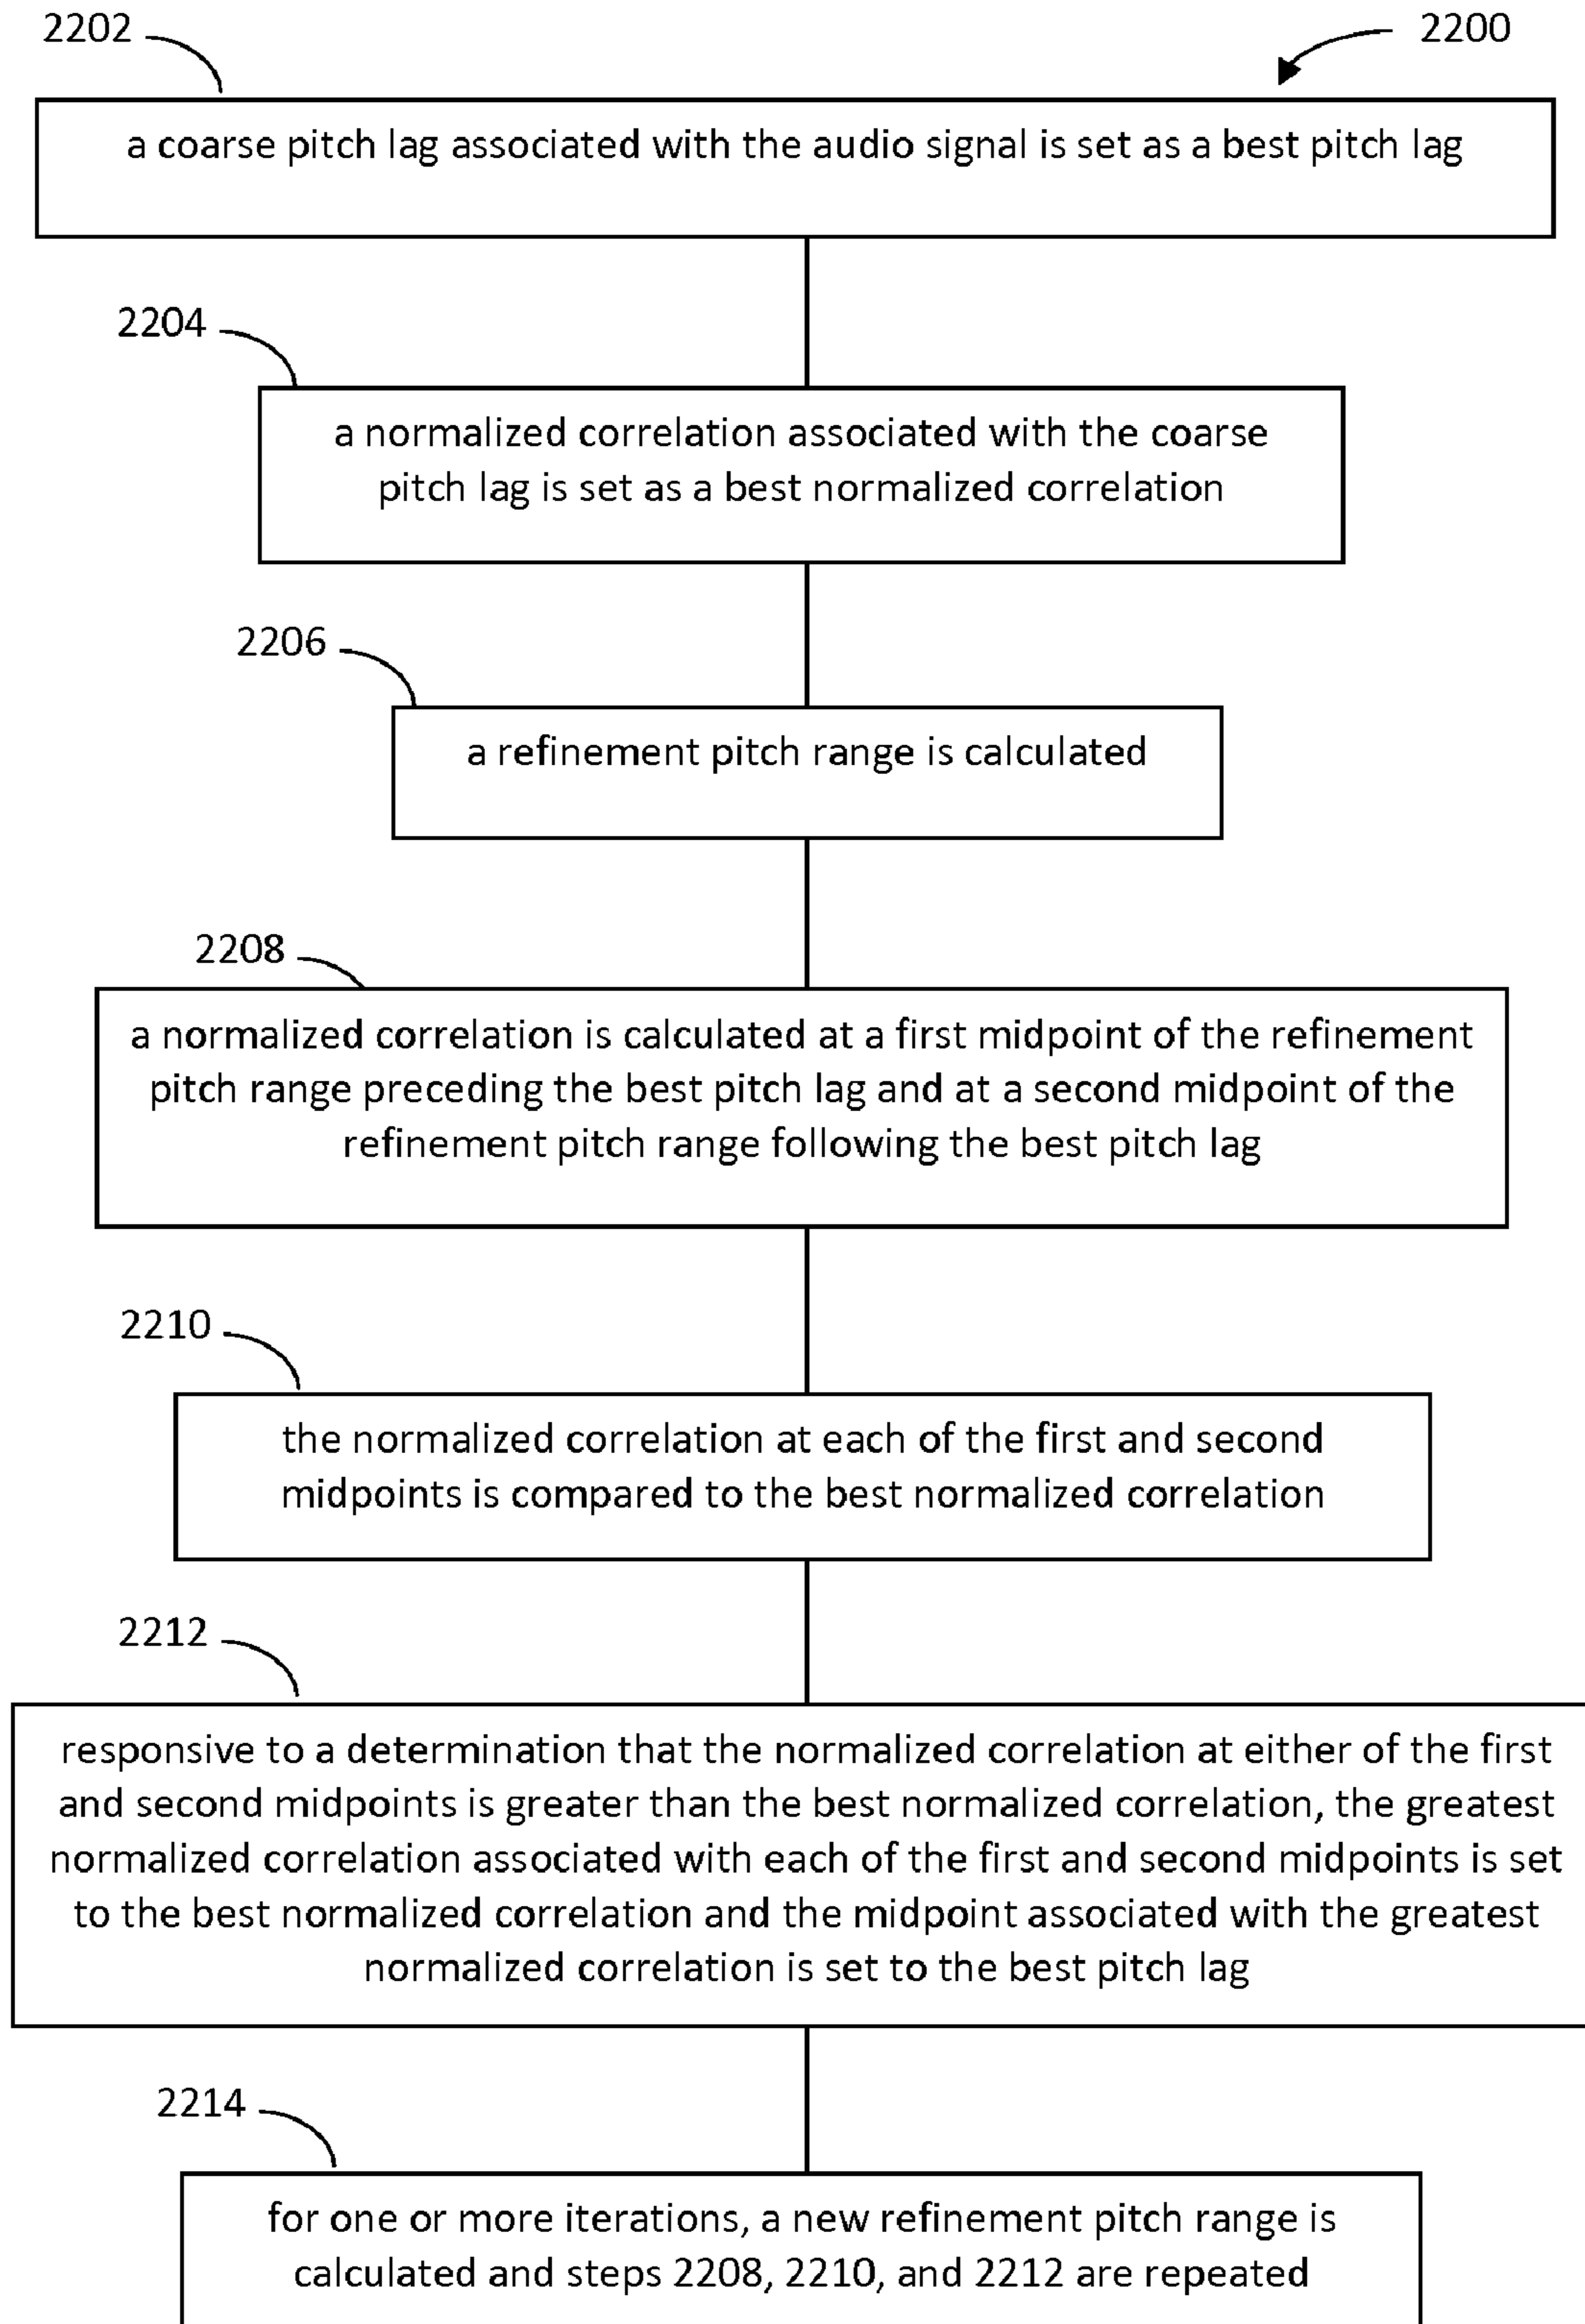 2202
2200
a coarse pitch lag associated with the audio signal is set as a best pitch lag
2204
a normalized correlation associated with the coarse
pitch lag is set as a best normalized correlation
2206
a refinement pitch range is calculated
2208
a normalized correlation is calculated at a first midpoint of the refinement
pitch range preceding the best pitch lag and at a second midpoint of the
refinement pitch range following the best pitch lag
2210
the normalized correlation at each of the first and second
midpoints is compared to the best normalized correlation
2212
responsive to a determination that the normalized correlation at either of the first
and second midpoints is greater than the best normalized correlation, the greatest
normalized correlation associated with each of the first and second midpoints is set
to the best normalized correlation and the midpoint associated with the greatest
normalized correlation is set to the best pitch lag
2214
for one or more iterations, a new refinement pitch range is
calculated and steps 2208, 2210, and 2212 are repeated